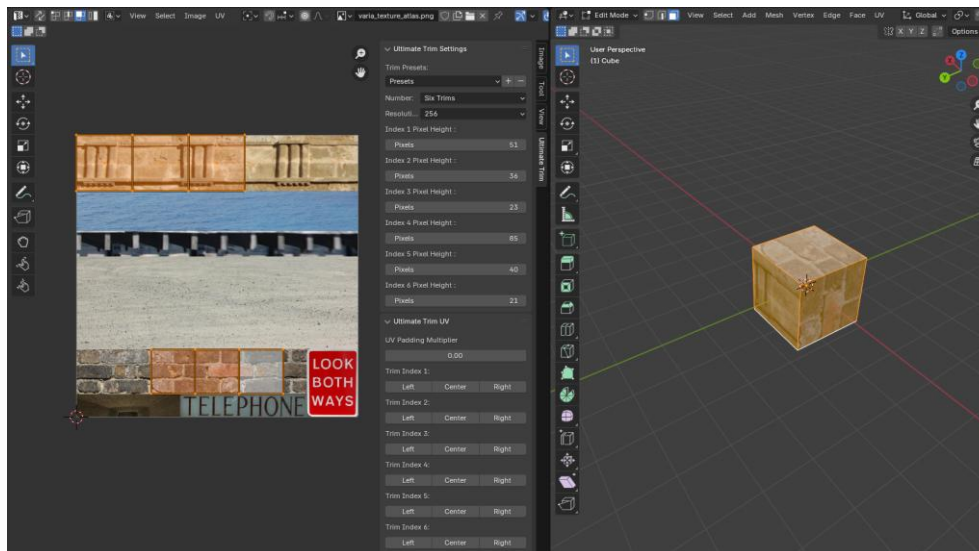 View Select Image UV varia_texture_atlas.png
Edit Mode View Select Add Mesh Vertex Edge Face UV Global
X Y Z Options
Ultimate Trim Settings
Trim Presets:
Presets
Number: Six Trims
Resoluti... 256
Index 1 Pixel Height :
Pixels 51
Index 2 Pixel Height :
Pixels 36
Index 3 Pixel Height :
Pixels 23
Index 4 Pixel Height :
Pixels 85
Index 5 Pixel Height :
Pixels 40
Index 6 Pixel Height :
Pixels 21
Ultimate Trim UV
UV Padding Multiplier
0.00
Trim Index 1:
Left Center Right
Trim Index 2:
Left Center Right
Trim Index 3:
Left Center Right
Trim Index 4:
Left Center Right
Trim Index 5:
Left Center Right
Trim Index 6:
Left Center Right
Image
Tool
View
Ultimate Trim
LOOK
BOTH
WAYS
TELEPHONE
User Perspective
(1) Cube
Z
Y
X